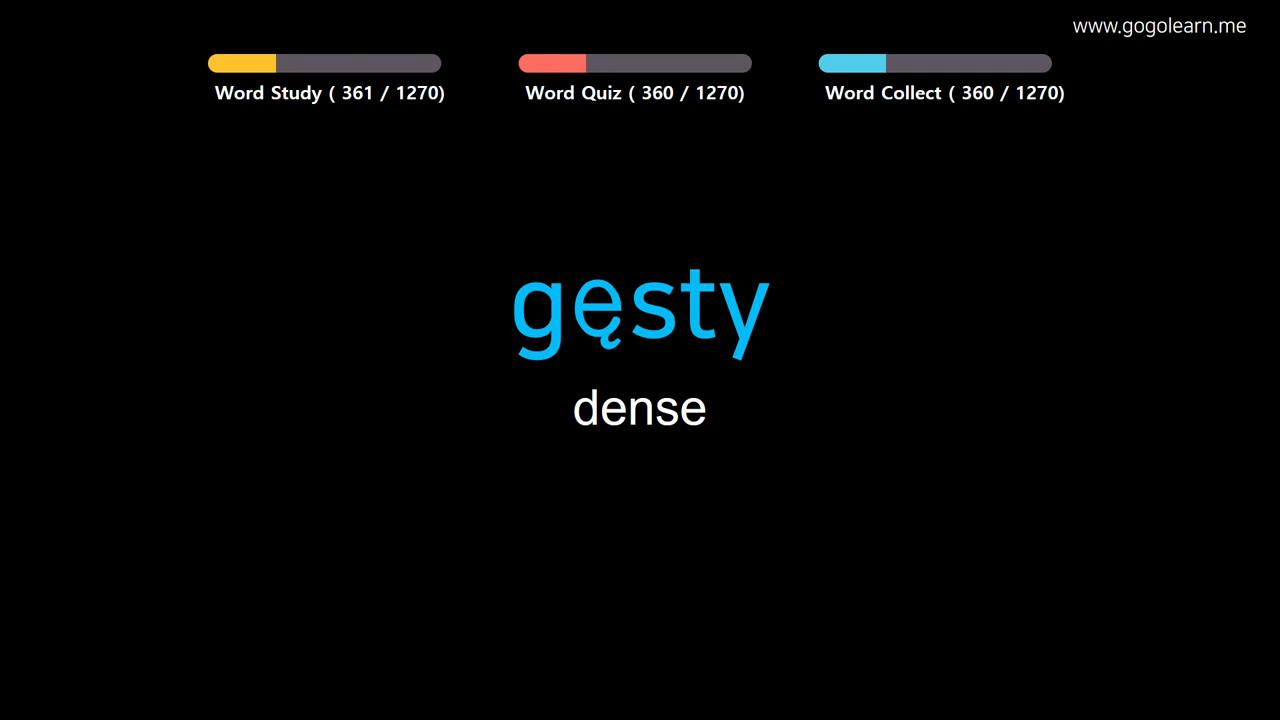 www.gogolearn.me
Word Study ( 361 / 1270)
Word Quiz ( 360 / 1270)
Word Collect ( 360 / 1270)
gęsty
dense